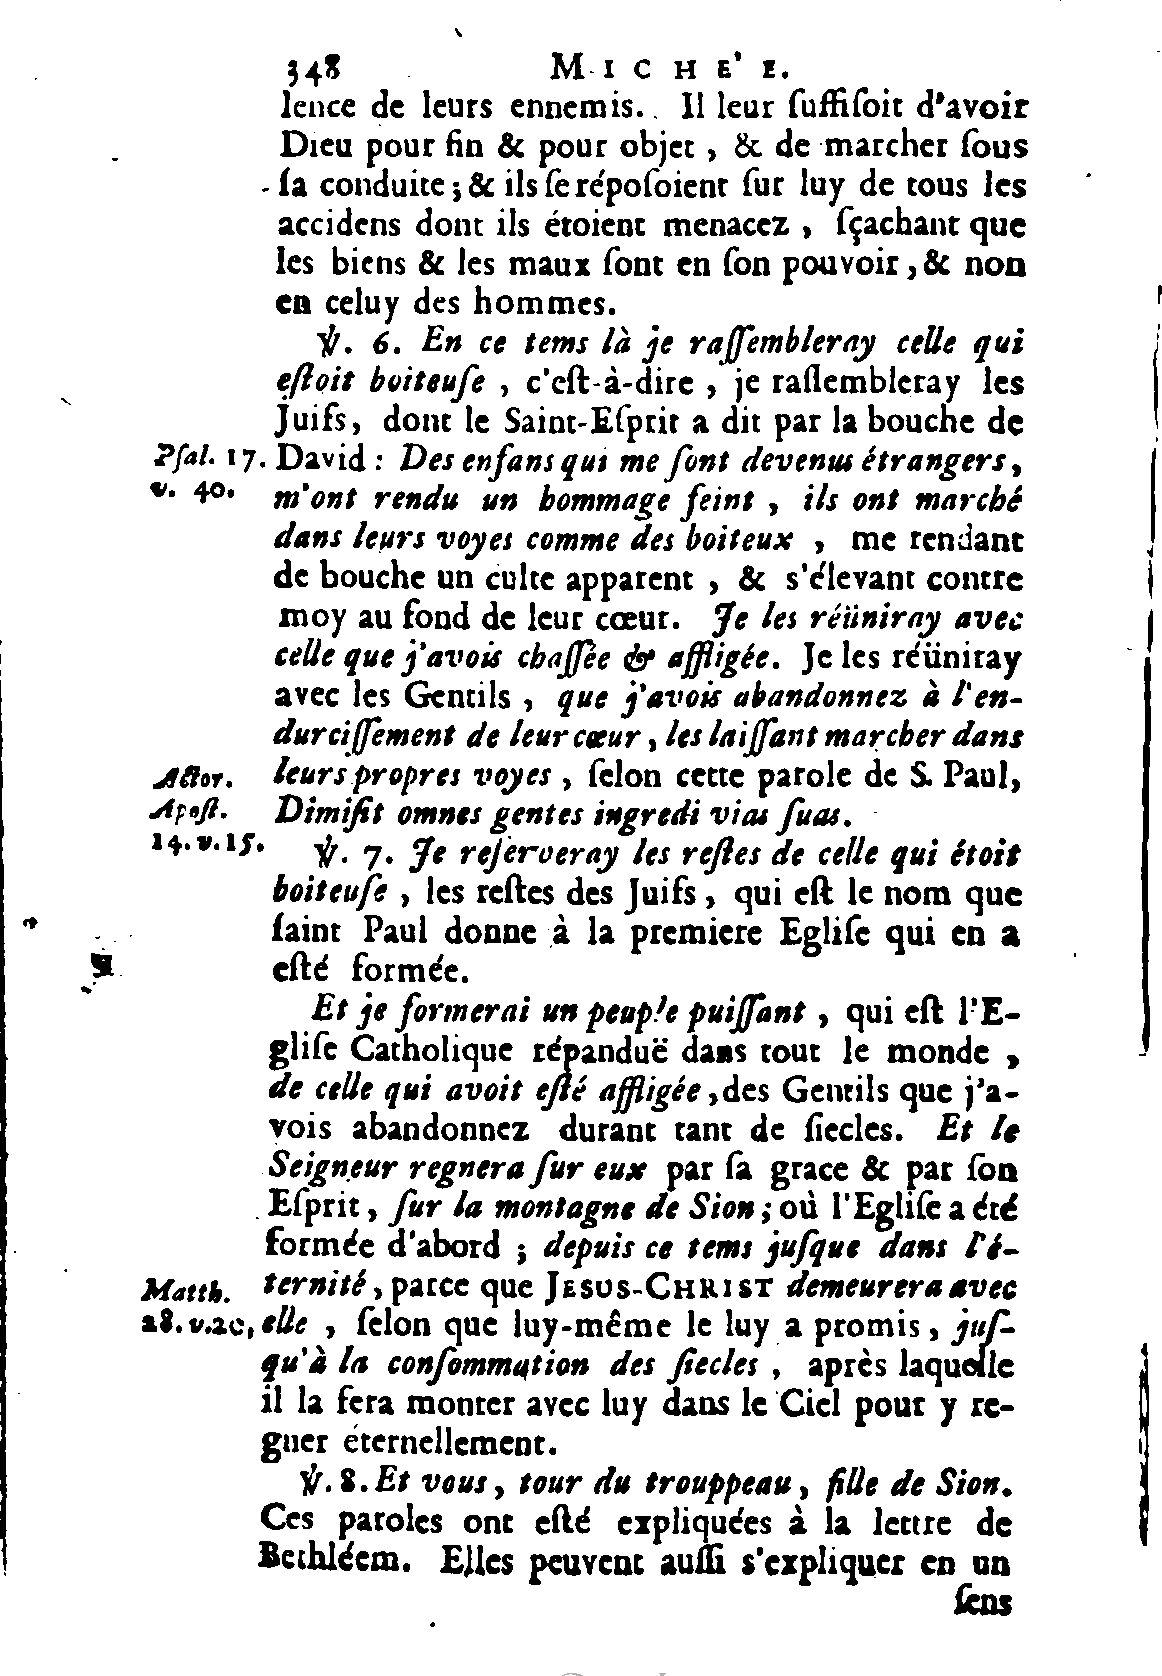 348 MICHE'E.
lence de leurs ennemis. Il leur ſuffiſoit d'avoir
Dieu pour fin & pour objet, & de marcher ſous
ſa conduite; & ils ſe répoſoient ſur luy de tous les
accidens dont ils étoient menacez, ſçachant que
les biens & les maux ſont en ſon pouvoir, & non
en celuy des hommes.
℣. 6. En ce tems là je raſſembleray celle qui
eſtoit boiteuſe, c'eſt-à-dire, je raſſembleray les
Juifs, dont le Saint-Eſprit a dit par la bouche de
Pſal. 17. David: Des enfans qui me ſont devenus étrangers,
v. 40. m'ont rendu un hommage feint, ils ont marché
dans leurs voyes comme des boiteux, me rendant
de bouche un culte apparent, & s'élevant contre
moy au fond de leur cœur. Je les réüniray avec
celle que j'avois chaſſée & affligée. Je les réüniray
avec les Gentils, que j'avois abandonnez à l'en-
durciſſement de leur cœur, les laiſſant marcher dans
Actor. leurs propres voyes, ſelon cette parole de S. Paul,
Apoſt. Dimiſit omnes gentes ingredi vias ſuas.
14. v. 15. ℣. 7. Je reſerveray les reſtes de celle qui étoit
boiteuſe, les reſtes des Juifs, qui eſt le nom que
ſaint Paul donne à la premiere Egliſe qui en a
eſté formée.
Et je formerai un peuple puiſſant, qui eſt l'E-
gliſe Catholique répanduë dans tout le monde,
de celle qui avoit eſté affligée, des Gentils que j'a-
vois abandonnez durant tant de ſiecles. Et le
Seigneur regnera ſur eux par ſa grace & par ſon
Eſprit, ſur la montagne de Sion; où l'Egliſe a été
formée d'abord; depuis ce tems juſque dans l'é-
Matth. ternité, parce que JESUS-CHRIST demeurera avec
28. v. 20, elle, ſelon que luy-même le luy a promis, juſ-
qu'à la conſommation des ſiecles, après laquelle
il la fera monter avec luy dans le Ciel pour y re-
gner éternellement.
℣. 8. Et vous, tour du trouppeau, fille de Sion.
Ces paroles ont eſté expliquées à la lettre de
Bethléem. Elles peuvent auſſi s'expliquer en un
ſens